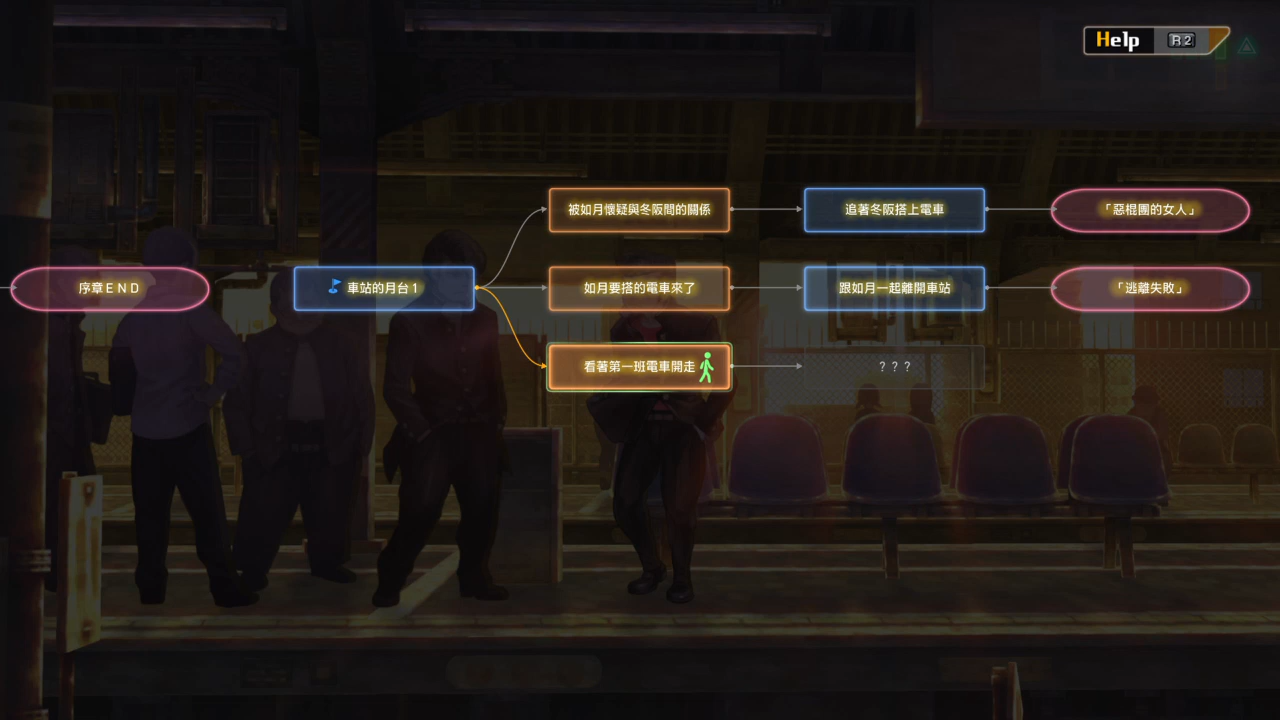 Help R2
被如月懷疑與冬阪間的關係
追著冬阪搭上電車
「惡棍團的女人」
序章END
車站的月台1
如月要搭的電車來了
跟如月一起離開車站
「逃離失敗」
看著第一班電車開走
???